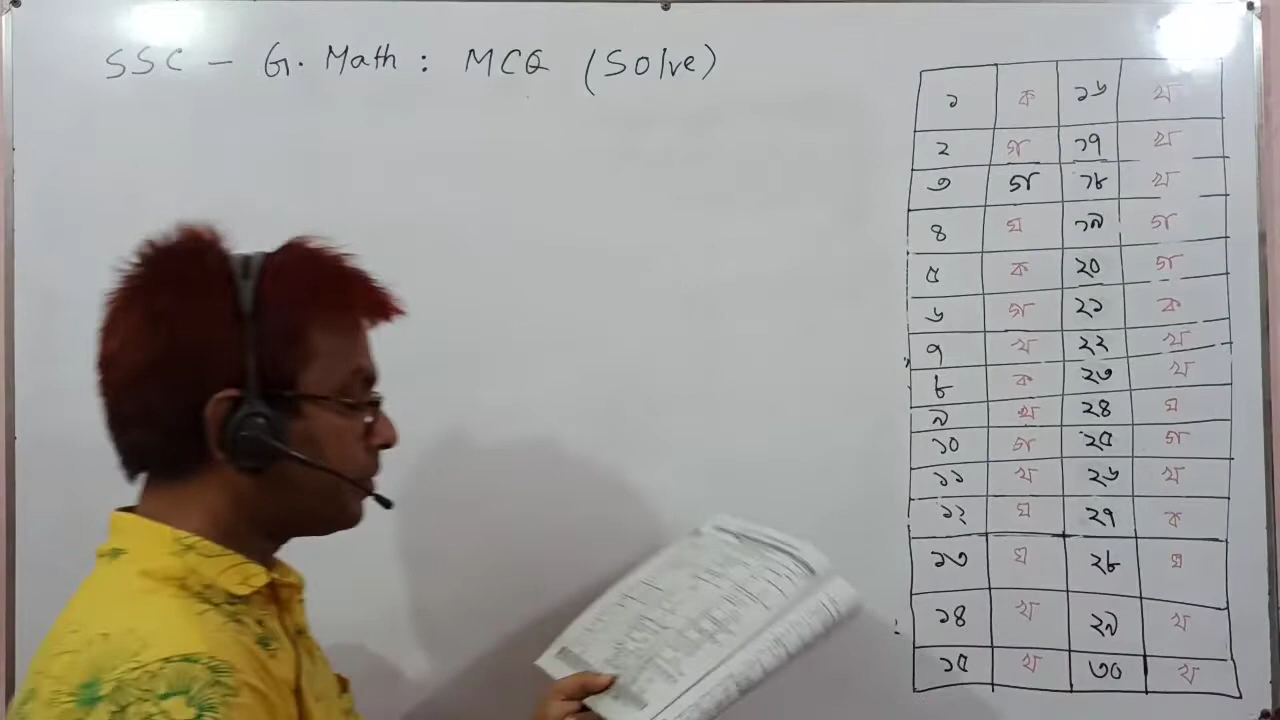 SSC - G. Math : MCQ (Solve)
১ ক ১৬ খ
২ গ ১৭ খ
৩ গ ১৮ খ
৪ ঘ ১৯ গ
৫ ক ২০ গ
৬ গ ২১ ক
৭ খ ২২ খ
৮ ক ২৩ খ
৯ খ ২৪ ঘ
১০ গ ২৫ গ
১১ খ ২৬ খ
১২ ঘ ২৭ ক
১৩ ঘ ২৮ ঘ
১৪ খ ২৯ খ
১৫ খ ৩০ খ